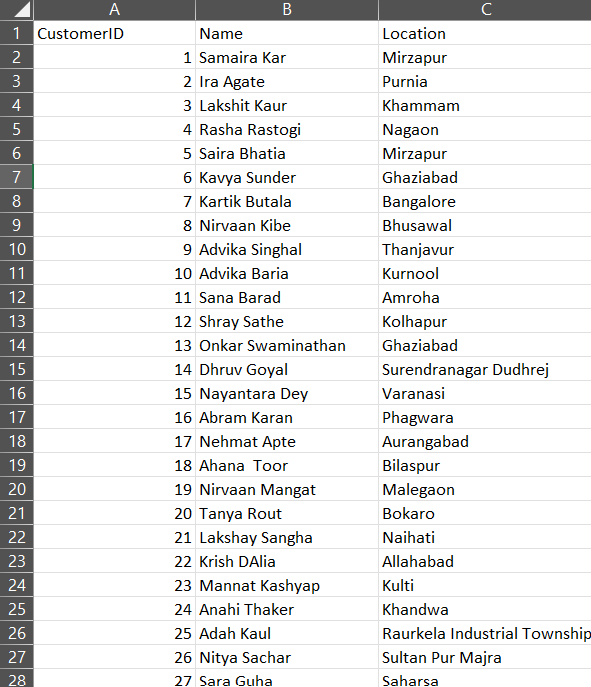 A B C
1 CustomerID Name Location
2 1 Samaira Kar Mirzapur
3 2 Ira Agate Purnia
4 3 Lakshit Kaur Khammam
5 4 Rasha Rastogi Nagaon
6 5 Saira Bhatia Mirzapur
7 6 Kavya Sunder Ghaziabad
8 7 Kartik Butala Bangalore
9 8 Nirvaan Kibe Bhusawal
10 9 Advika Singhal Thanjavur
11 10 Advika Baria Kurnool
12 11 Sana Barad Amroha
13 12 Shray Sathe Kolhapur
14 13 Onkar Swaminathan Ghaziabad
15 14 Dhruv Goyal Surendranagar Dudhrej
16 15 Nayantara Dey Varanasi
17 16 Abram Karan Phagwara
18 17 Nehmat Apte Aurangabad
19 18 Ahana  Toor Bilaspur
20 19 Nirvaan Mangat Malegaon
21 20 Tanya Rout Bokaro
22 21 Lakshay Sangha Naihati
23 22 Krish DAlia Allahabad
24 23 Mannat Kashyap Kulti
25 24 Anahi Thaker Khandwa
26 25 Adah Kaul Raurkela Industrial Township
27 26 Nitya Sachar Sultan Pur Majra
28 27 Sara Guha Saharsa